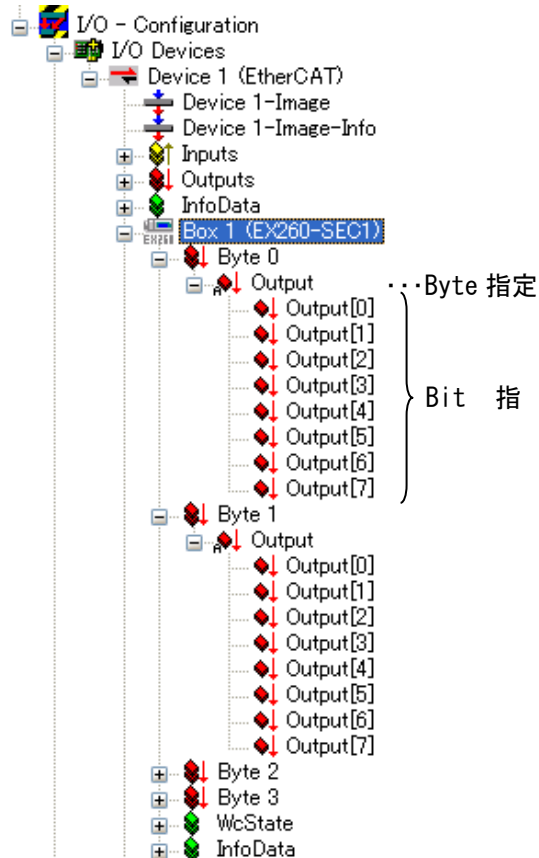 I/O - Configuration
I/O Devices
Device 1 (EtherCAT)
Device 1-Image
Device 1-Image-Info
Inputs
Outputs
InfoData
EX260
Box 1 (EX260-SEC1)
Byte 0
Output ･･･Byte 指定
Output[0]
Output[1]
Output[2]
Output[3]
Output[4]
Bit 指
Output[5]
Output[6]
Output[7]
Byte 1
Output
Output[0]
Output[1]
Output[2]
Output[3]
Output[4]
Output[5]
Output[6]
Output[7]
Byte 2
Byte 3
WcState
InfoData